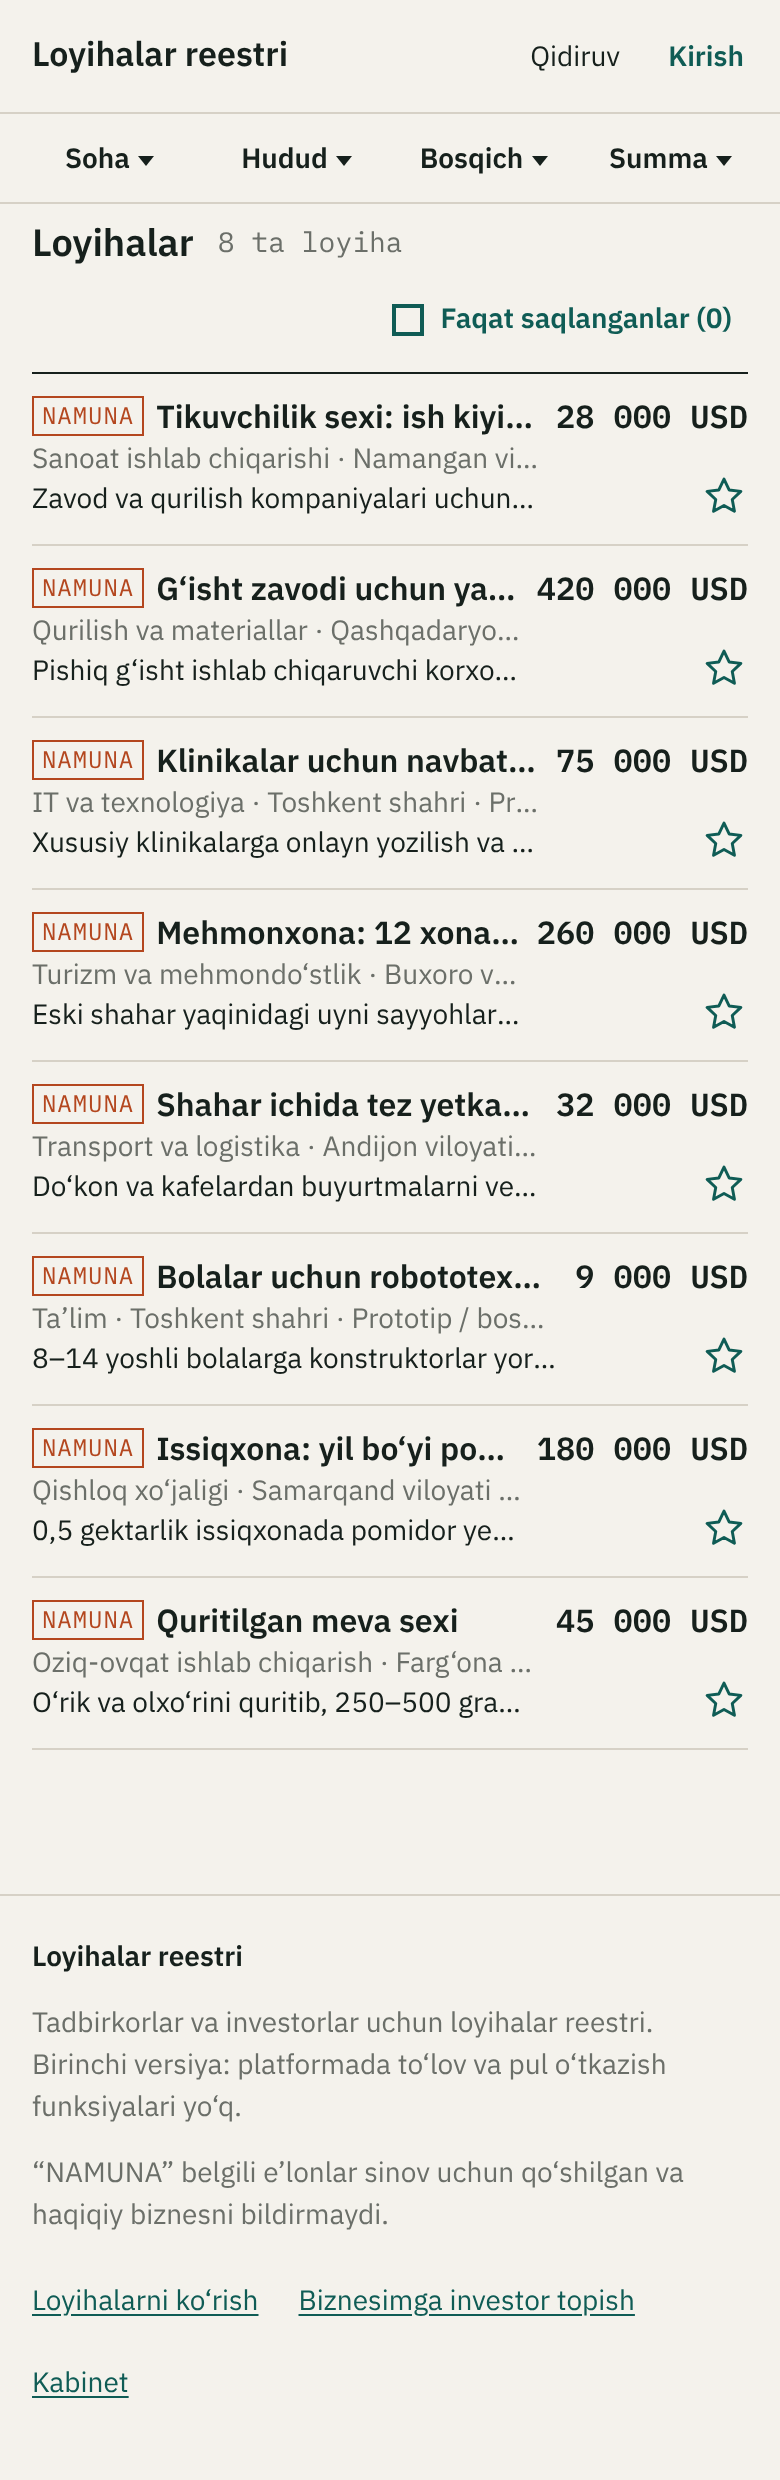 Loyihalar reestri
Qidiruv
Kirish
Soha
Hudud
Bosqich
Summa
Loyihalar 8 ta loyiha
Faqat saqlanganlar (0)
NAMUNA Tikuvchilik sexi: ish kiyi... 28 000 USD
Sanoat ishlab chiqarishi · Namangan vi...
Zavod va qurilish kompaniyalari uchun...
NAMUNA G‘isht zavodi uchun ya... 420 000 USD
Qurilish va materiallar · Qashqadaryo...
Pishiq g‘isht ishlab chiqaruvchi korxo...
NAMUNA Klinikalar uchun navbat... 75 000 USD
IT va texnologiya · Toshkent shahri · Pr...
Xususiy klinikalarga onlayn yozilish va ...
NAMUNA Mehmonxona: 12 xona... 260 000 USD
Turizm va mehmondo‘stlik · Buxoro v...
Eski shahar yaqinidagi uyni sayyohlar...
NAMUNA Shahar ichida tez yetka... 32 000 USD
Transport va logistika · Andijon viloyati...
Do‘kon va kafelardan buyurtmalarni ve...
NAMUNA Bolalar uchun robototex... 9 000 USD
Ta’lim · Toshkent shahri · Prototip / bos...
8–14 yoshli bolalarga konstruktorlar yor...
NAMUNA Issiqxona: yil bo‘yi po... 180 000 USD
Qishloq xo‘jaligi · Samarqand viloyati ...
0,5 gektarlik issiqxonada pomidor ye...
NAMUNA Quritilgan meva sexi 45 000 USD
Oziq-ovqat ishlab chiqarish · Farg‘ona ...
O‘rik va olxo‘rini quritib, 250–500 gra...
Loyihalar reestri
Tadbirkorlar va investorlar uchun loyihalar reestri.
Birinchi versiya: platformada to‘lov va pul o‘tkazish
funksiyalari yo‘q.
“NAMUNA” belgili e’lonlar sinov uchun qo‘shilgan va
haqiqiy biznesni bildirmaydi.
Loyihalarni ko‘rish Biznesimga investor topish
Kabinet